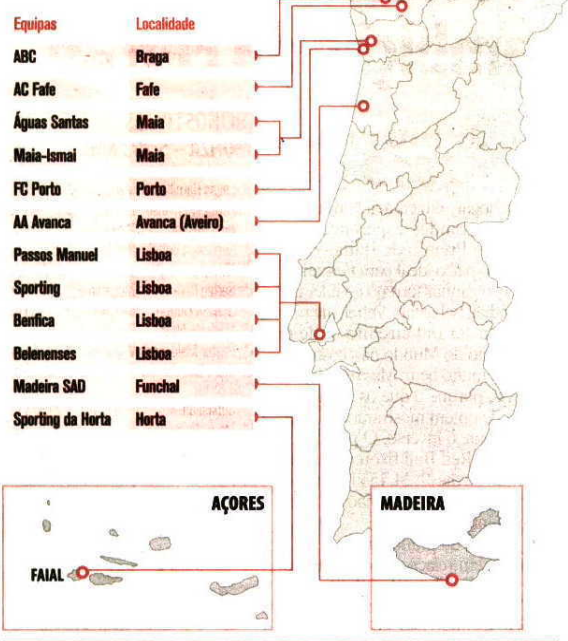 Equipas Localidade
ABC Braga
AC Fafe Fafe
Águas Santas Maia
Maia-Ismai Maia
FC Porto Porto
AA Avanca Avanca (Aveiro)
Passos Manuel Lisboa
Sporting Lisboa
Benfica Lisboa
Belenenses Lisboa
Madeira SAD Funchal
Sporting da Horta Horta
AÇORES
MADEIRA
FAIAL